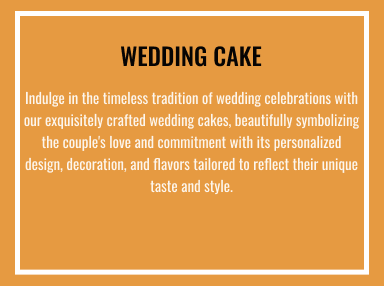 WEDDING CAKE
Indulge in the timeless tradition of wedding celebrations with
our exquisitely crafted wedding cakes, beautifully symbolizing
the couple's love and commitment with its personalized
design, decoration, and flavors tailored to reflect their unique
taste and style.